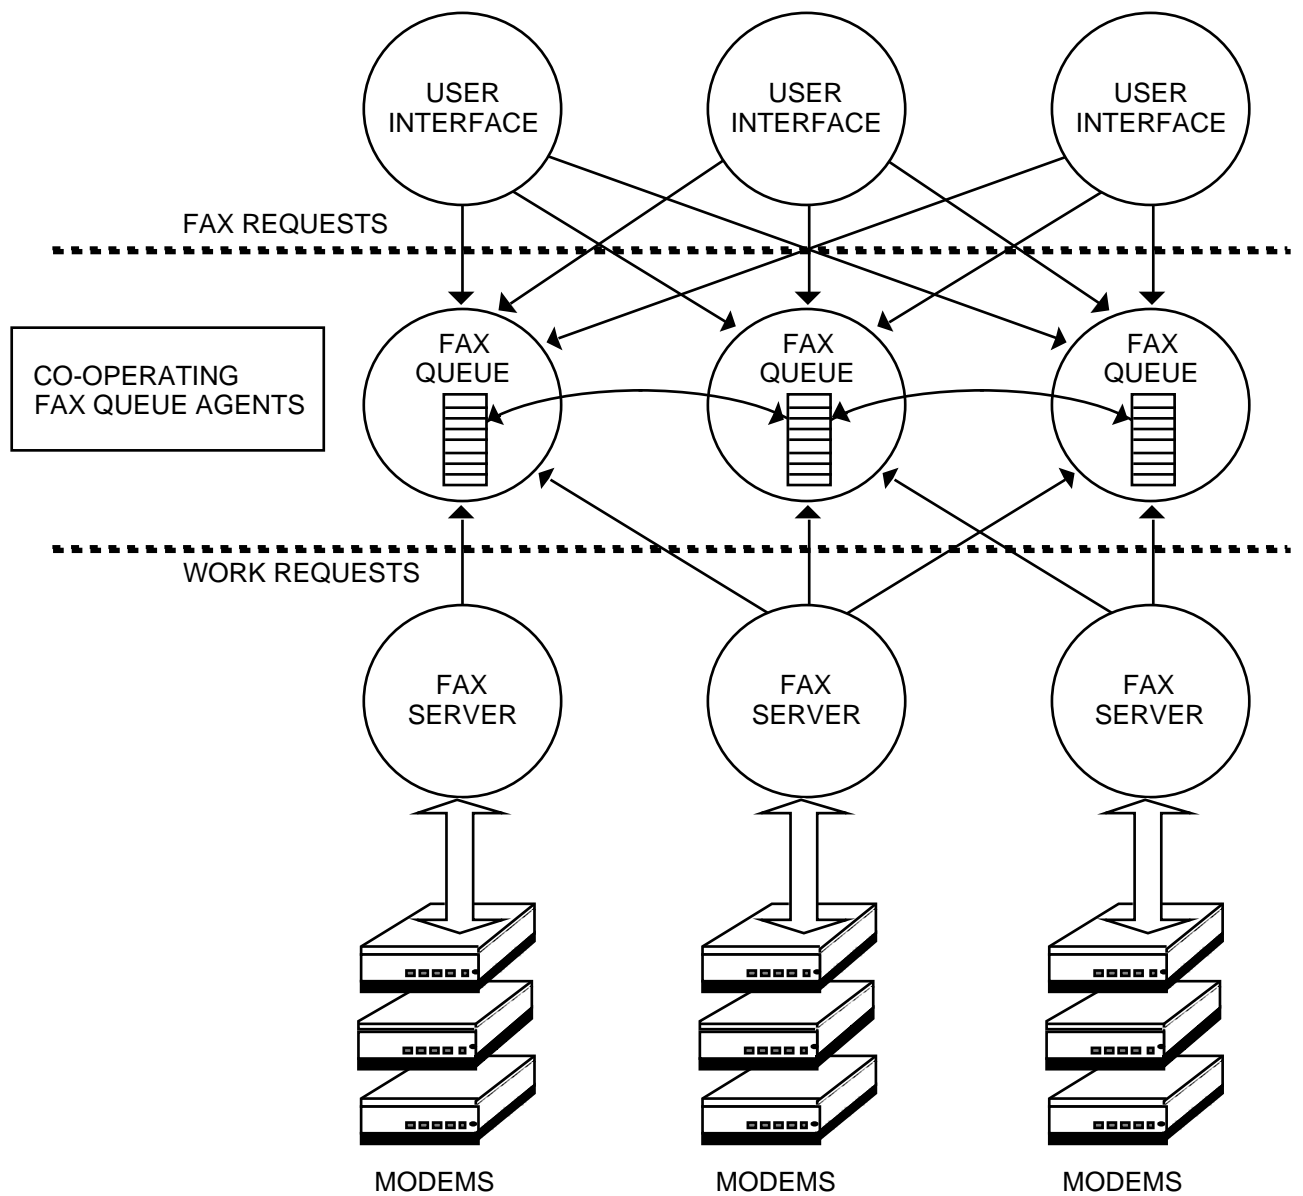 USER
INTERFACE
USER
INTERFACE
USER
INTERFACE
FAX REQUESTS
CO-OPERATING
FAX QUEUE AGENTS
FAX
QUEUE
FAX
QUEUE
FAX
QUEUE
WORK REQUESTS
FAX
SERVER
FAX
SERVER
FAX
SERVER
MODEMS
MODEMS
MODEMS